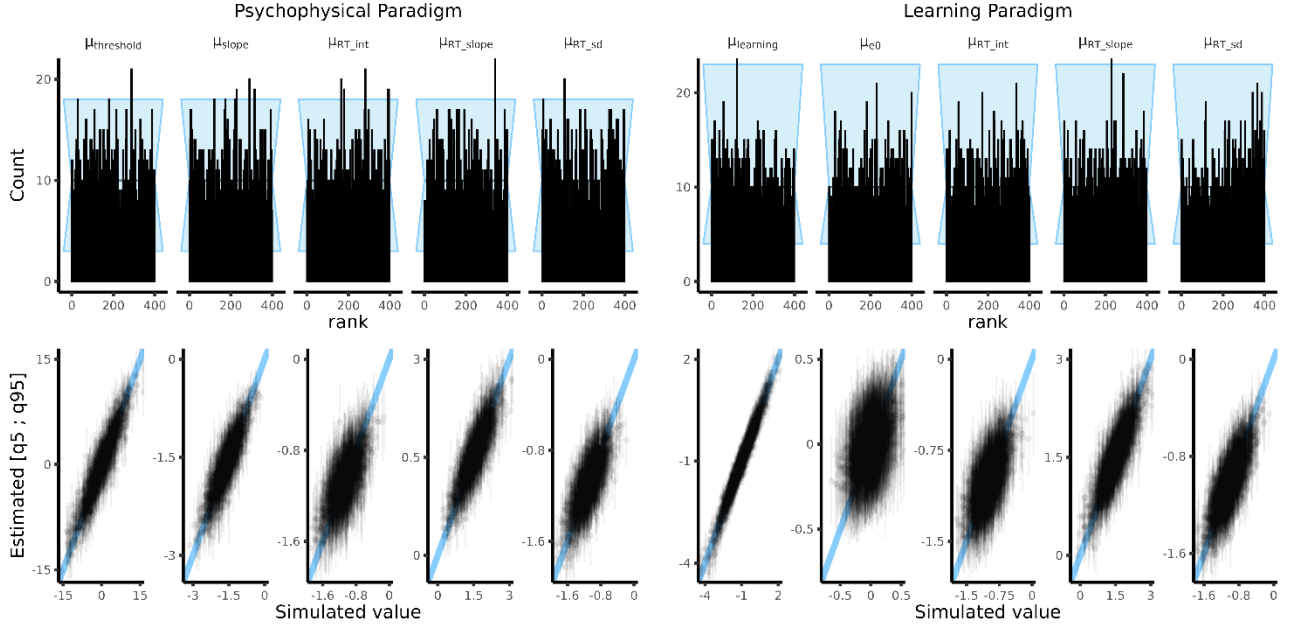 Psychophysical Paradigm
Learning Paradigm
μthreshold μslope μRT_int μRT_slope μRT_sd
μlearning μe0 μRT_int μRT_slope μRT_sd
Count
20
10
0
20
10
0
0 200 400 0 200 400 0 200 400 0 200 400 0 200 400
0 200 400 0 200 400 0 200 400 0 200 400 0 200 400
rank
rank
Estimated [q5 ; q95]
15 0 0 3 0
0 -1.5 -0.8 0.5 -0.8
-15 -3 -1.6 0 -1.6
2 0.5 0 3 0
-1 0 -0.75 1.5 -0.8
-4 -0.5 -1.5 0 -1.6
-15 0 15 -3 -1.5 0 -1.6 -0.8 0 0 1.5 3 -1.6 -0.8 0
-4 -1 2 -0.5 0 0.5 -1.5 -0.75 0 0 1.5 3 -1.6 -0.8 0
Simulated value
Simulated value